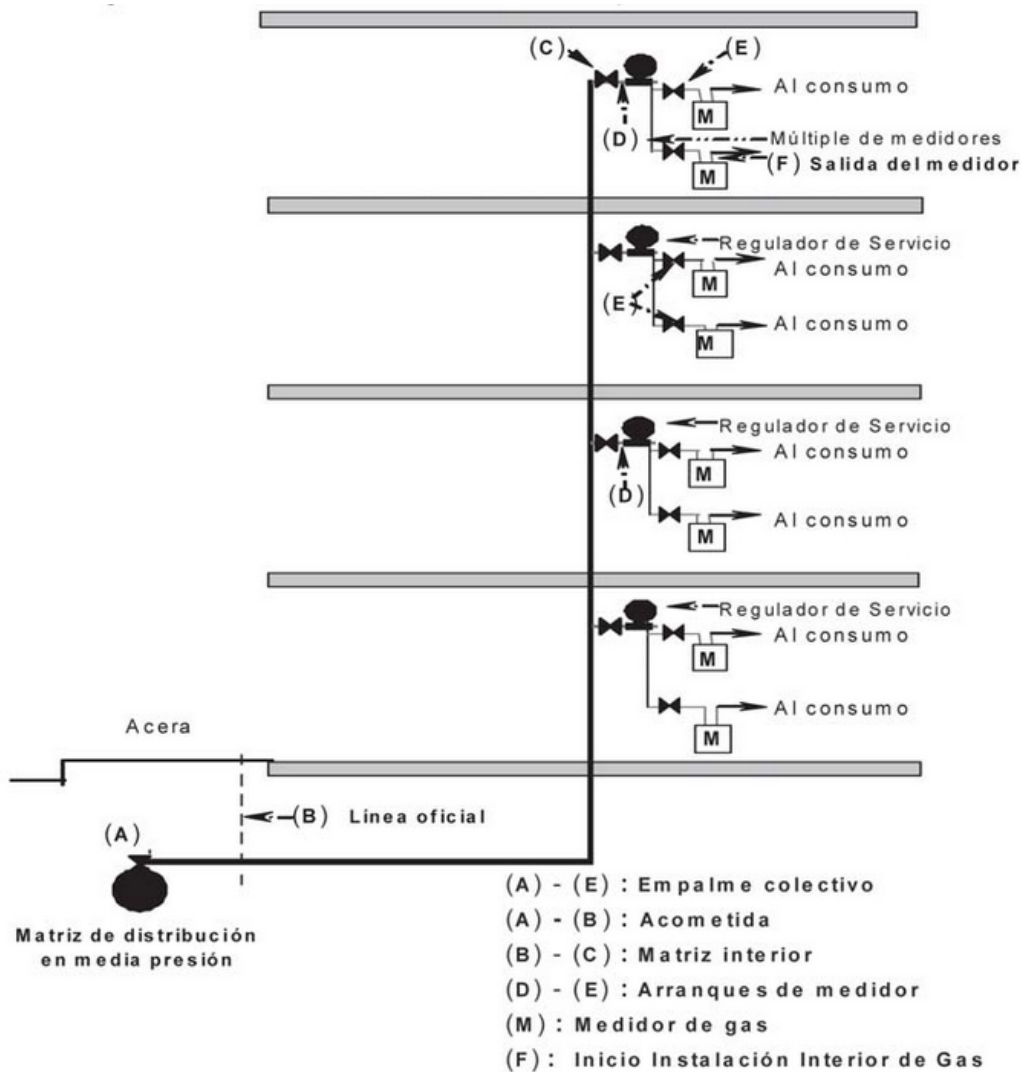 (C)
(E)
Al consumo
M
(D)
Múltiple de medidores
(F) Salida del medidor
M
Regulador de Servicio
Al consumo
M
(E)
Al consumo
M
Regulador de Servicio
Al consumo
M
(D)
Al consumo
M
Regulador de Servicio
Al consumo
M
Al consumo
M
Acera
(B) Línea oficial
(A)
Matriz de distribución
en media presión
(A) - (E) : Empalme colectivo
(A) - (B) : Acometida
(B) - (C) : Matriz interior
(D) - (E) : Arranques de medidor
(M) : Medidor de gas
(F) : Inicio Instalación Interior de Gas